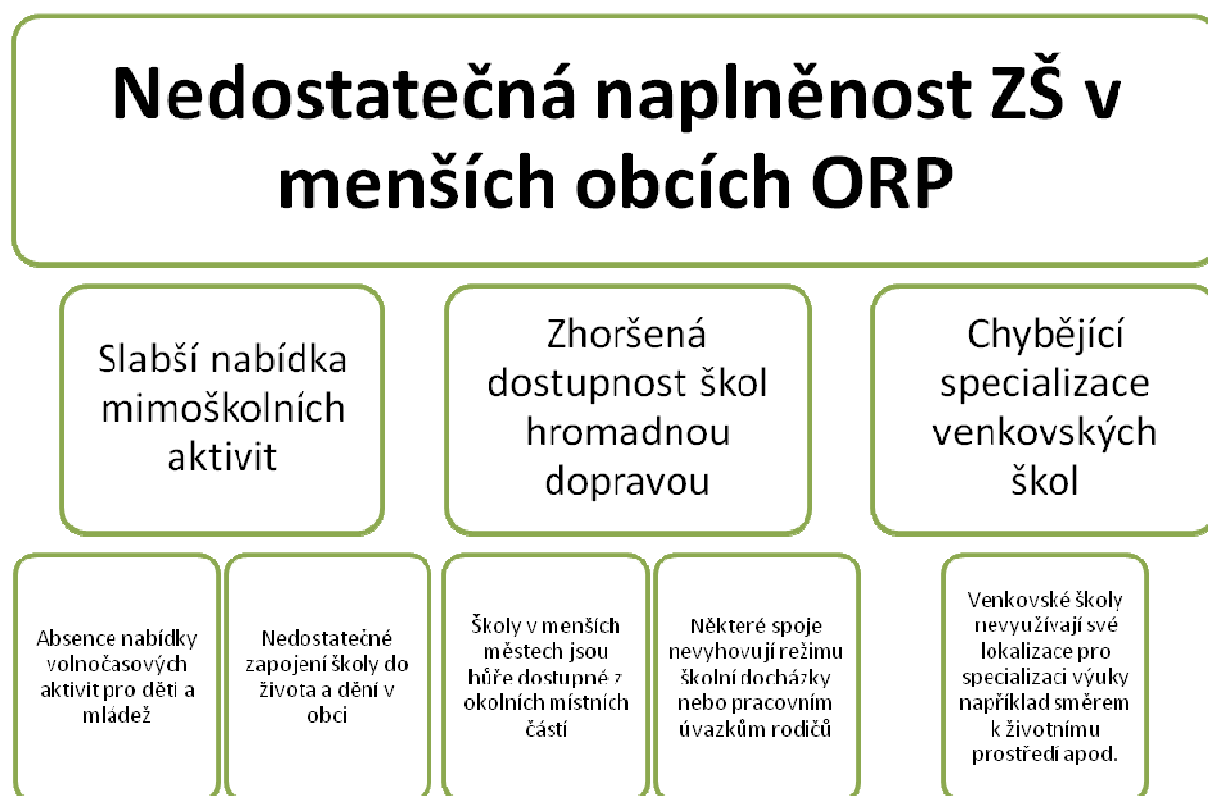 Nedostatečná naplněnost ZŠ v
menších obcích ORP
Slabší nabídka
mimoškolních
aktivit
Zhoršená
dostupnost škol
hromadnou
dopravou
Chybějící
specializace
venkovských
škol
Absence nabídky
volnočasových
aktivit pro děti a
mládež
Nedostatečné
zapojení školy do
života a dění v
obci
Školy v menších
městech jsou
hůře dostupné z
okolních místních
částí
Některé spoje
nevyhovují režimu
školní docházky
nebo pracovním
úvazkům rodičů
Venkovské školy
nevyužívají své
lokalizace pro
specializaci výuky
například směrem
k životnímu
prostředí apod.